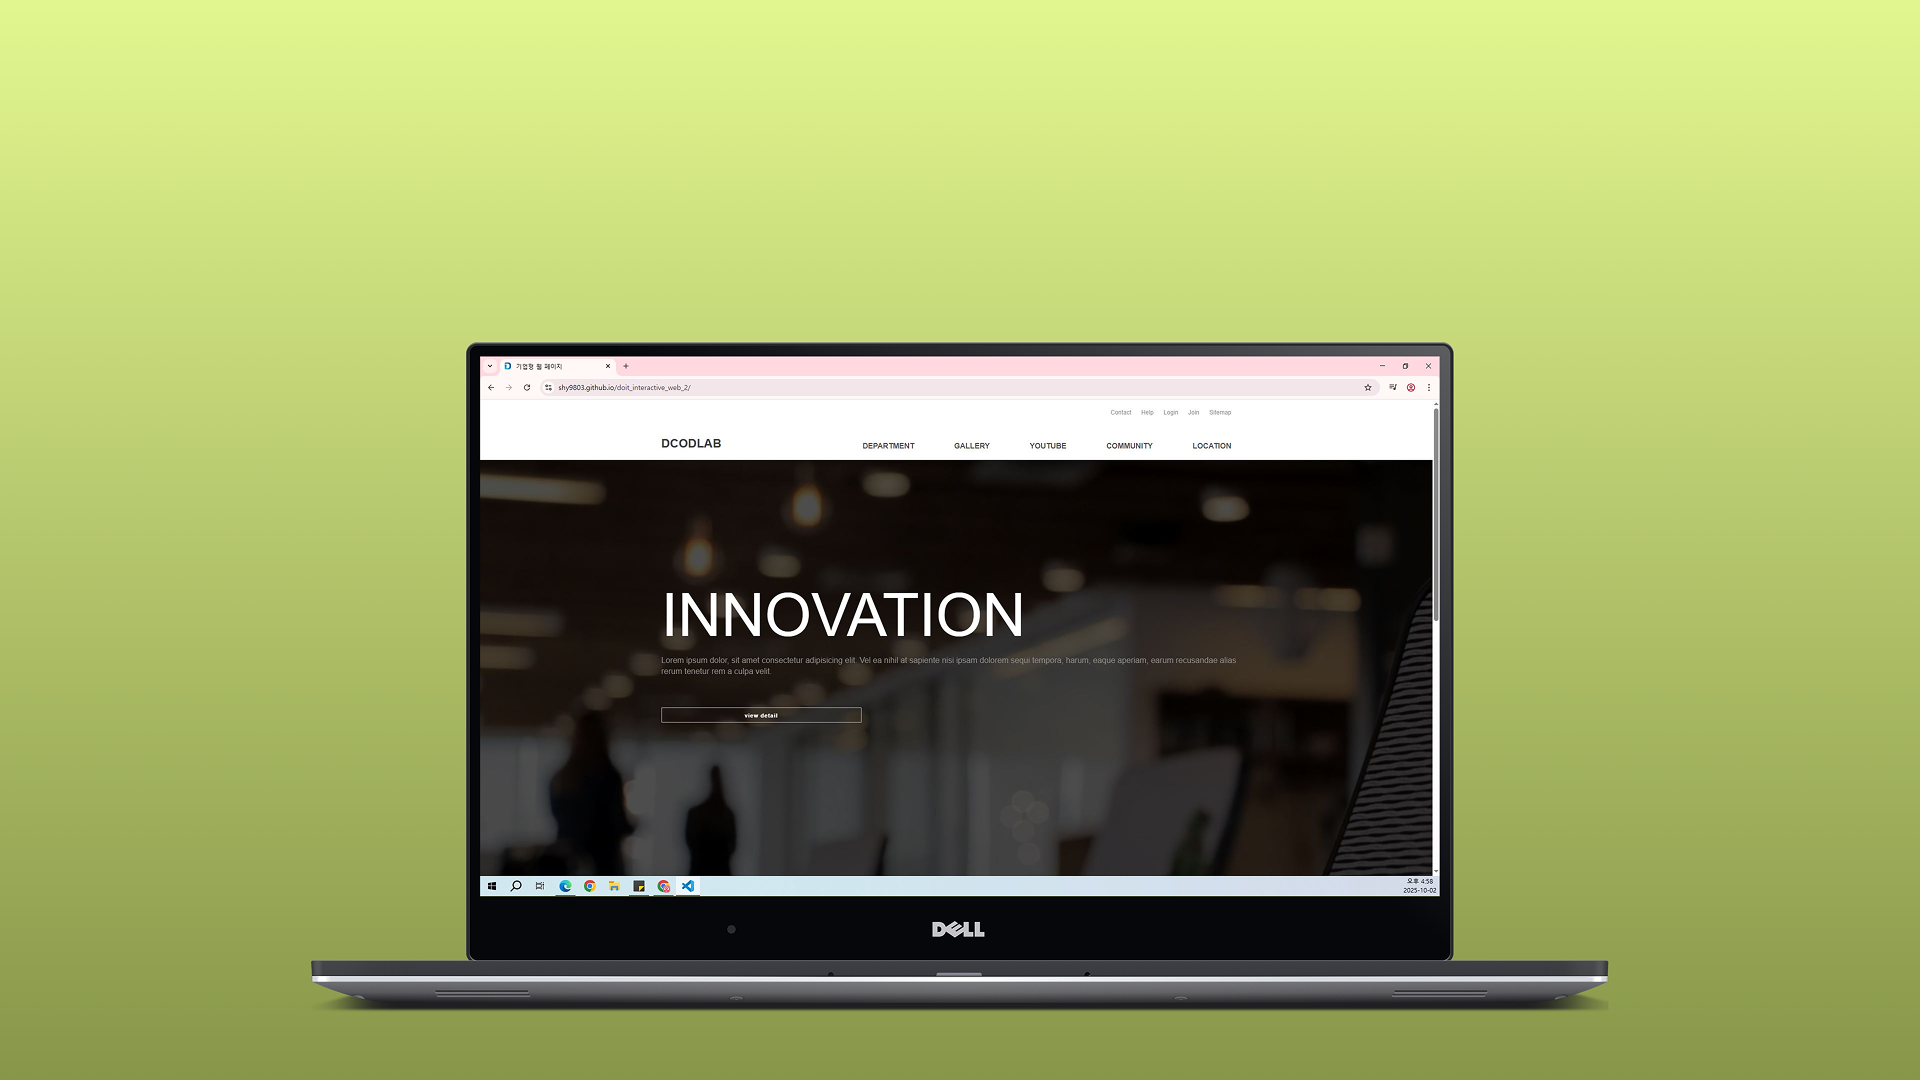 기업형 웹 페이지
shy9803.github.io/doit_interactive_web_2/
Contact Help Login Join Sitemap
DCODLAB
DEPARTMENT GALLERY YOUTUBE COMMUNITY LOCATION
INNOVATION
Lorem ipsum dolor, sit amet consectetur adipisicing elit. Vel ea nihil at sapiente nisi ipsam dolorem sequi tempora, harum, eaque aperiam, earum recusandae alias
rerum tenetur rem a culpa velit.
view detail
오후 4:58
2025-10-02
DELL